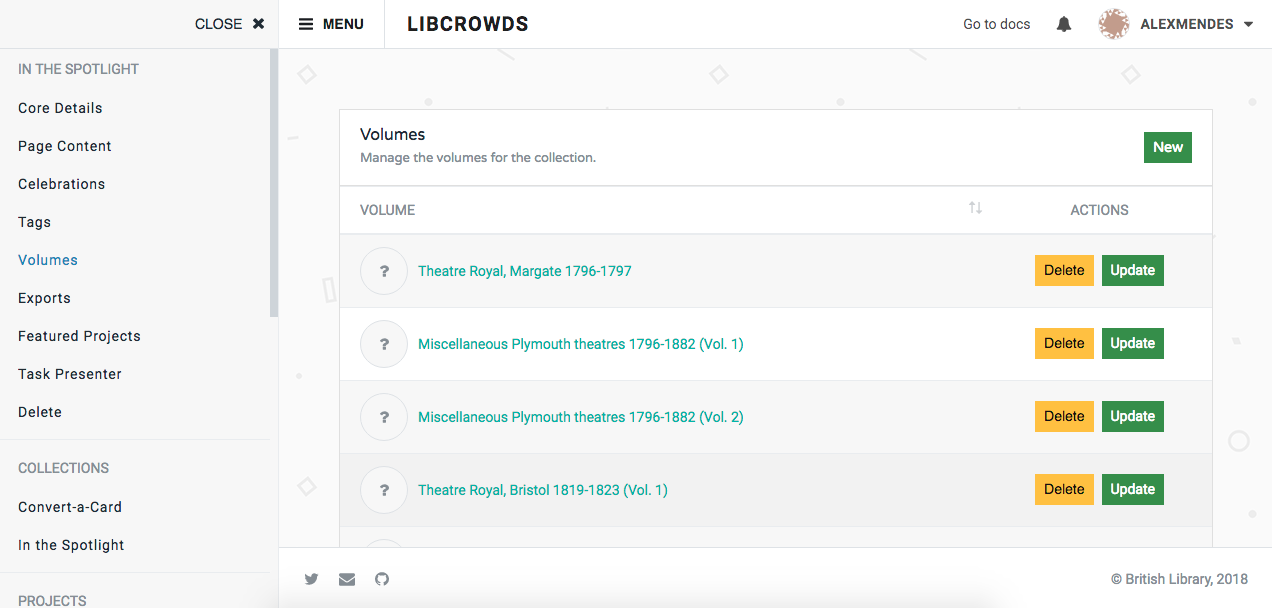 CLOSE
MENU
LIBCROWDS
Go to docs
ALEXMENDES
IN THE SPOTLIGHT
Core Details
Page Content
Celebrations
Tags
Volumes
Exports
Featured Projects
Task Presenter
Delete
COLLECTIONS
Convert-a-Card
In the Spotlight
PROJECTS
Volumes
Manage the volumes for the collection.
New
VOLUME
ACTIONS
? Theatre Royal, Margate 1796-1797 Delete Update
? Miscellaneous Plymouth theatres 1796-1882 (Vol. 1) Delete Update
? Miscellaneous Plymouth theatres 1796-1882 (Vol. 2) Delete Update
? Theatre Royal, Bristol 1819-1823 (Vol. 1) Delete Update
© British Library, 2018